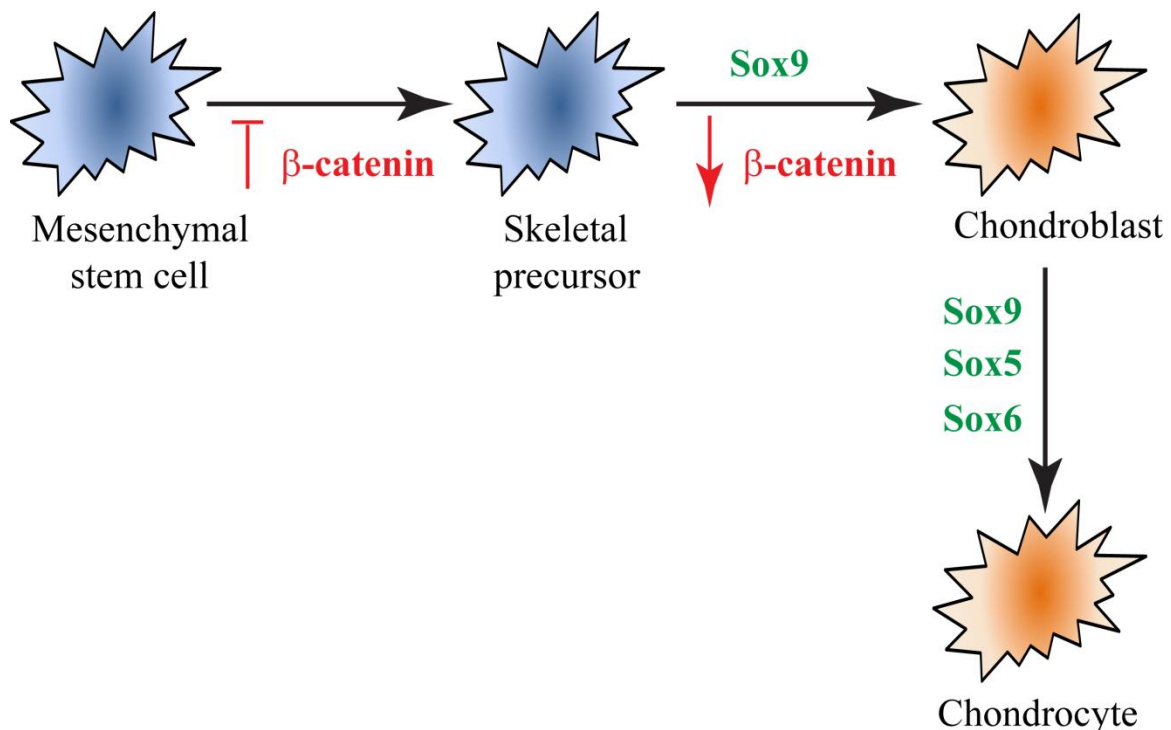 Sox9
β-catenin
β-catenin
Mesenchymal
stem cell
Skeletal
precursor
Chondroblast
Sox9
Sox5
Sox6
Chondrocyte